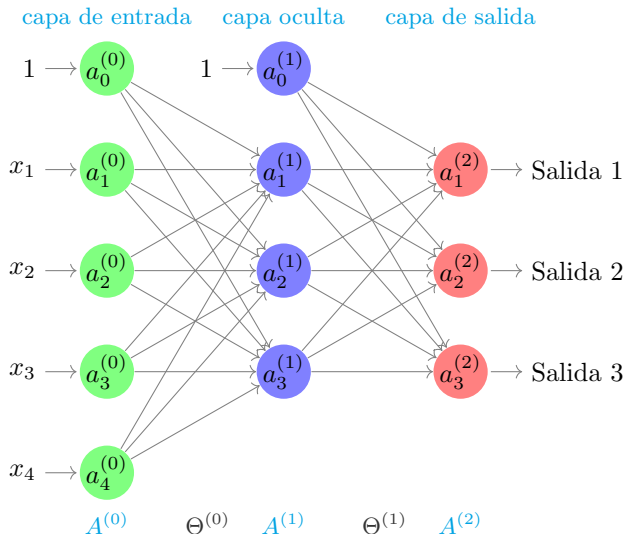 capa de entrada capa oculta capa de salida
1 a_0^{(0)} 1 a_0^{(1)}
x_1 a_1^{(0)} a_1^{(1)} a_1^{(2)} Salida 1
x_2 a_2^{(0)} a_2^{(1)} a_2^{(2)} Salida 2
x_3 a_3^{(0)} a_3^{(1)} a_3^{(2)} Salida 3
x_4 a_4^{(0)}
A^{(0)} Θ^{(0)} A^{(1)} Θ^{(1)} A^{(2)}